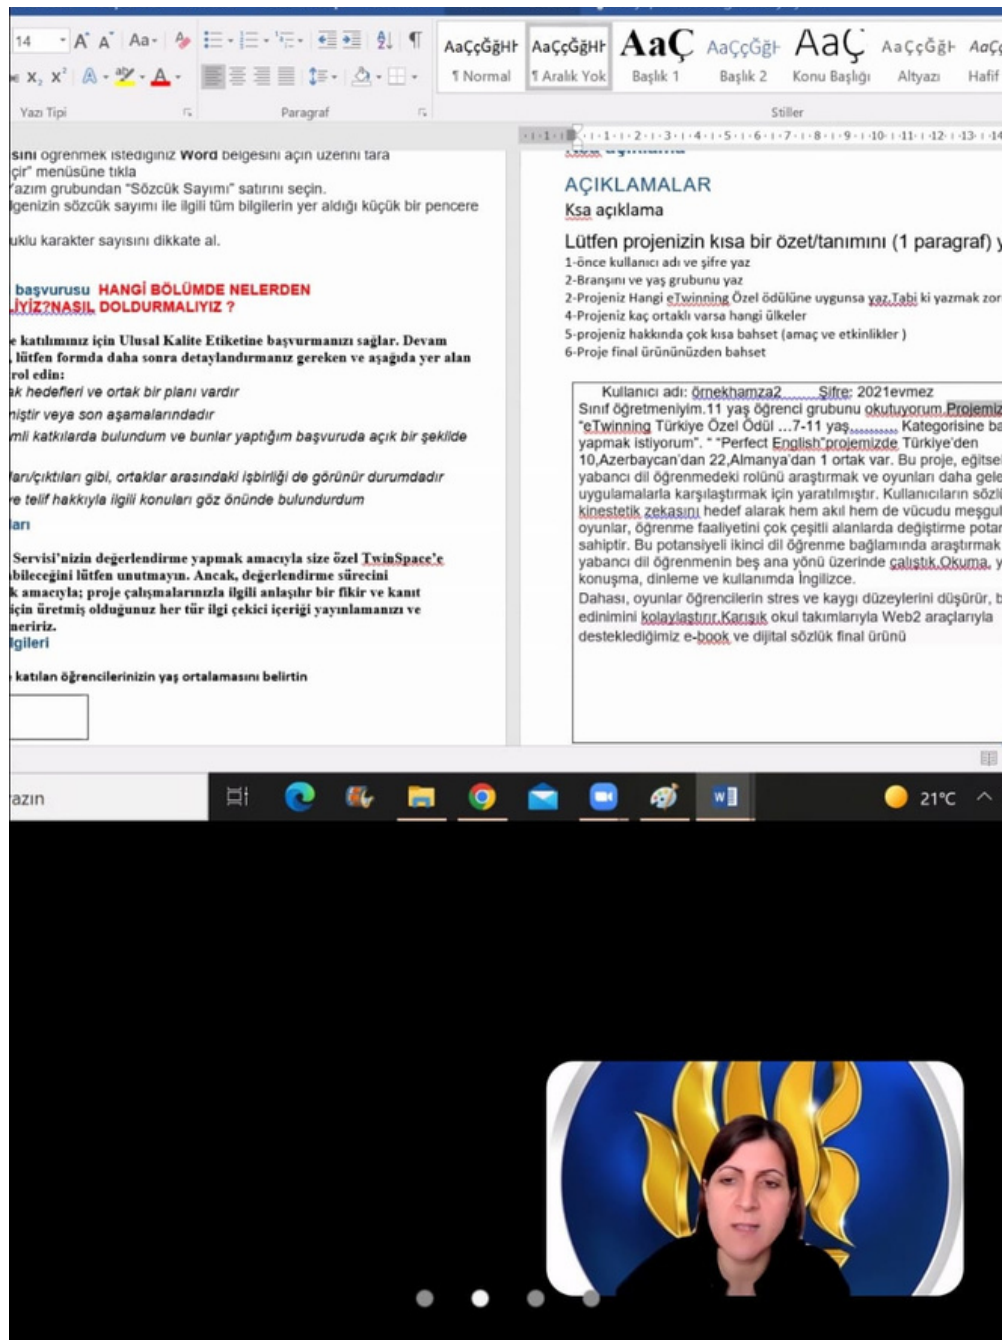 14
Aa
Yazı Tipi
Paragraf
Stiller
AaÇçĞğHł
¶ Normal
AaÇçĞğHł
¶ Aralık Yok
AaÇ
Başlık 1
AaÇçĞğł
Başlık 2
AaÇ
Konu Başlığı
AaÇçĞğł
Altyazı
AaÇç
Hafif
sını öğrenmek istediğiniz Word belgesini açın üzerini tara
çir” menüsüne tıkla
Yazım grubundan “Sözcük Sayımı” satırını seçin.
lgenizin sözcük sayımı ile ilgili tüm bilgilerin yer aldığı küçük bir pencere
uklu karakter sayısını dikkate al.
başvurusu HANGİ BÖLÜMDE NELERDEN
LİYİZ?NASIL DOLDURMALIYIZ ?
e katılımınız için Ulusal Kalite Etiketine başvurmanızı sağlar. Devam
, lütfen formda daha sonra detaylandırmanız gereken ve aşağıda yer alan
rol edin:
ak hedefleri ve ortak bir planı vardır
miştir veya son aşamalarındadır
mli katkılarda bulundum ve bunlar yaptığım başvuruda açık bir şekilde
ları/çıktıları gibi, ortaklar arasındaki işbirliği de görünür durumdadır
ve telif hakkıyla ilgili konuları göz önünde bulundurdum
ları
Servisi’nizin değerlendirme yapmak amacıyla size özel TwinSpace’e
bileceğini lütfen unutmayın. Ancak, değerlendirme sürecini
k amacıyla; proje çalışmalarınızla ilgili anlaşılır bir fikir ve kanıt
için üretmiş olduğunuz her tür ilgi çekici içeriği yayınlamanızı ve
neririz.
lgileri
katılan öğrencilerinizin yaş ortalamasını belirtin
AÇIKLAMALAR
Ksa açıklama
Lütfen projenizin kısa bir özet/tanımını (1 paragraf) y
1-önce kullanıcı adı ve şifre yaz
2-Branşını ve yaş grubunu yaz
2-Projeniz Hangi eTwinning Özel ödülüne uygunsa yaz.Tabi ki yazmak zor
4-Projeniz kaç ortaklı varsa hangi ülkeler
5-projeniz hakkında çok kısa bahset (amaç ve etkinlikler )
6-Proje final ürününüzden bahset
Kullanıcı adı: örnekhamza2 Şifre: 2021evmez
Sınıf öğretmeniyim.11 yaş öğrenci grubunu okutuyorum.Projemiz
“eTwinning Türkiye Özel Ödül ...7-11 yaş......... Kategorisine ba
yapmak istiyorum”. “ “Perfect English”projemizde Türkiye’den
10,Azerbaycan’dan 22,Almanya’dan 1 ortak var. Bu proje, eğitse
yabancı dil öğrenmedeki rolünü araştırmak ve oyunları daha gele
uygulamalarla karşılaştırmak için yaratılmıştır. Kullanıcıların sözlü
kinestetik zekasını hedef alarak hem akıl hem de vücudu meşgul
oyunlar, öğrenme faaliyetini çok çeşitli alanlarda değiştirme potar
sahiptir. Bu potansiyeli ikinci dil öğrenme bağlamında araştırmak
yabancı dil öğrenmenin beş ana yönü üzerinde çalıştık.Okuma, y
konuşma, dinleme ve kullanımda İngilizce.
Dahası, oyunlar öğrencilerin stres ve kaygı düzeylerini düşürür, b
edinimini kolaylaştırır.Karışık okul takımlarıyla Web2 araçlarıyla
desteklediğimiz e-book ve dijital sözlük final ürünü
azın
21°C